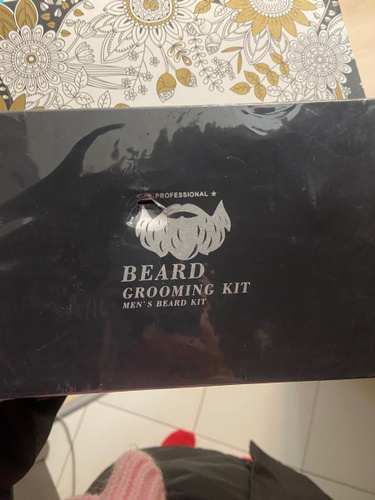 PROFESSIONAL ★
BEARD
GROOMING KIT
MEN'S BEARD KIT